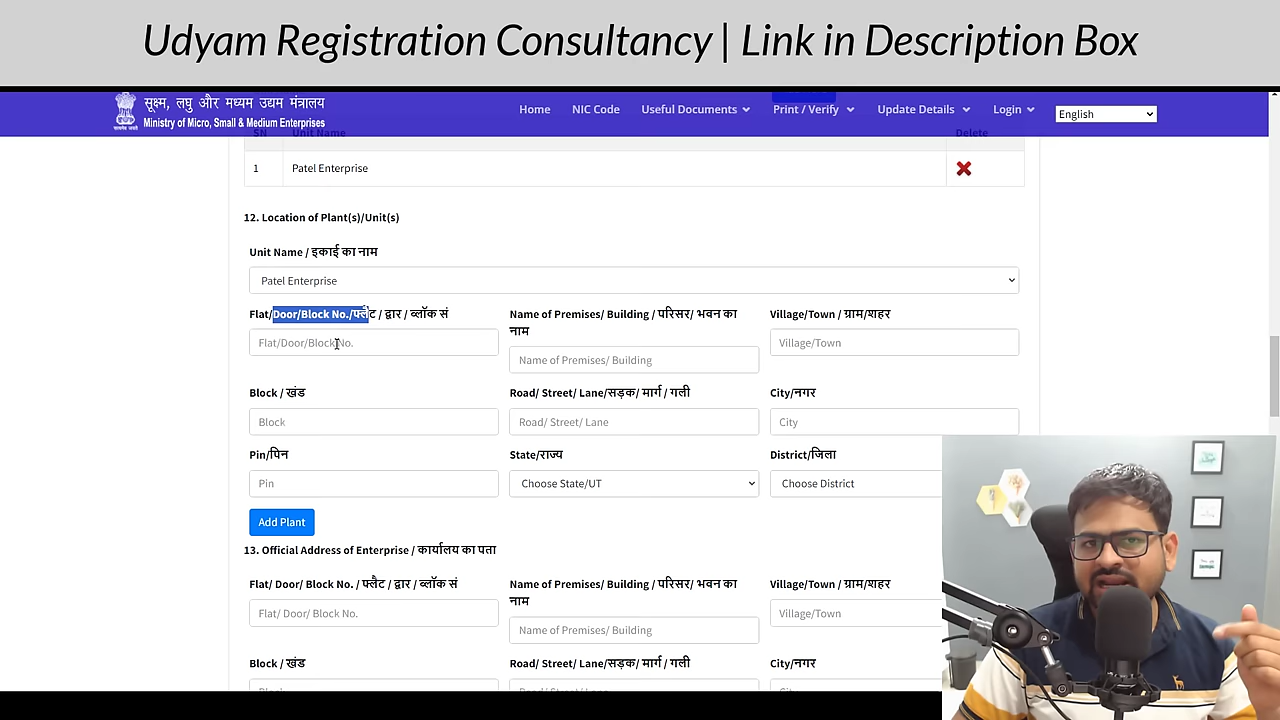 Udyam Registration Consultancy | Link in Description Box
सूक्ष्म, लघु और मध्यम उद्यम मंत्रालय
Ministry of Micro, Small & Medium Enterprises
Home NIC Code Useful Documents Print / Verify Update Details Login English
SN Unit Name Delete
1 Patel Enterprise
12. Location of Plant(s)/Unit(s)
Unit Name / इकाई का नाम
Patel Enterprise
Flat/Door/Block No./फ्लैट / द्वार / ब्लॉक सं
Name of Premises/ Building / परिसर/ भवन का
नाम
Village/Town / ग्राम/शहर
Flat/Door/Block No.
Name of Premises/ Building
Village/Town
Block / खंड
Road/ Street/ Lane/सड़क/ मार्ग / गली
City/नगर
Block
Road/ Street/ Lane
City
Pin/पिन
State/राज्य
District/जिला
Pin
Choose State/UT
Choose District
Add Plant
13. Official Address of Enterprise / कार्यालय का पता
Flat/ Door/ Block No. / फ्लैट / द्वार / ब्लॉक सं
Name of Premises/ Building / परिसर/ भवन का
नाम
Village/Town / ग्राम/शहर
Flat/ Door/ Block No.
Name of Premises/ Building
Village/Town
Block / खंड
Road/ Street/ Lane/सड़क/ मार्ग / गली
City/नगर